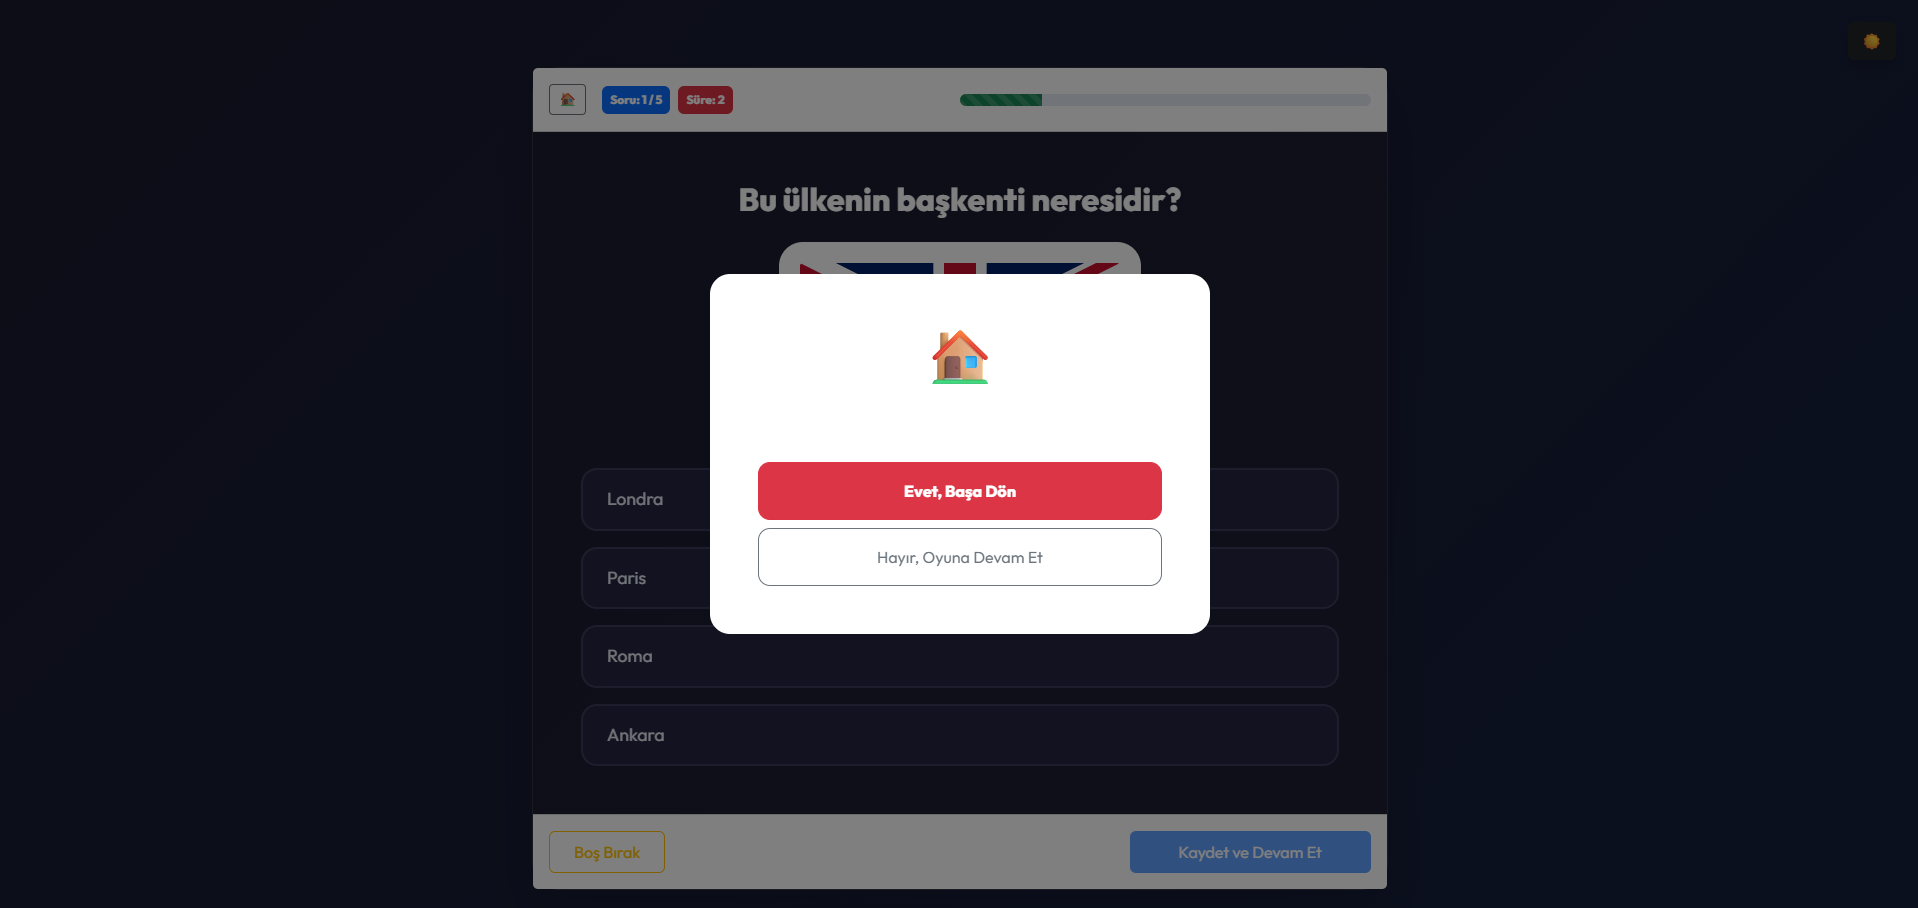 Soru: 1 / 5
Süre: 2
Bu ülkenin başkenti neresidir?
Evet, Başa Dön
Hayır, Oyuna Devam Et
Londra
Paris
Roma
Ankara
Boş Bırak
Kaydet ve Devam Et